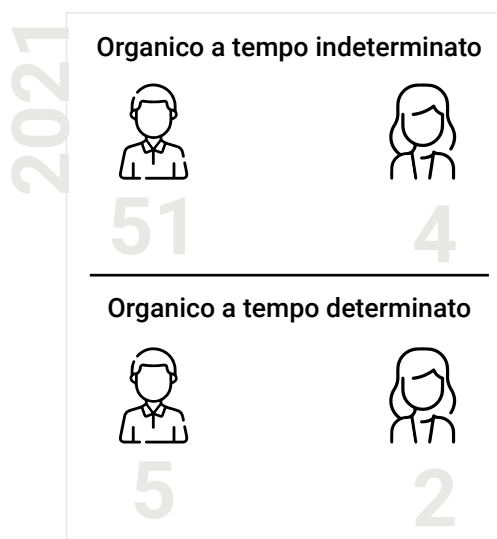 2021
Organico a tempo indeterminato
51 4
Organico a tempo determinato
5 2